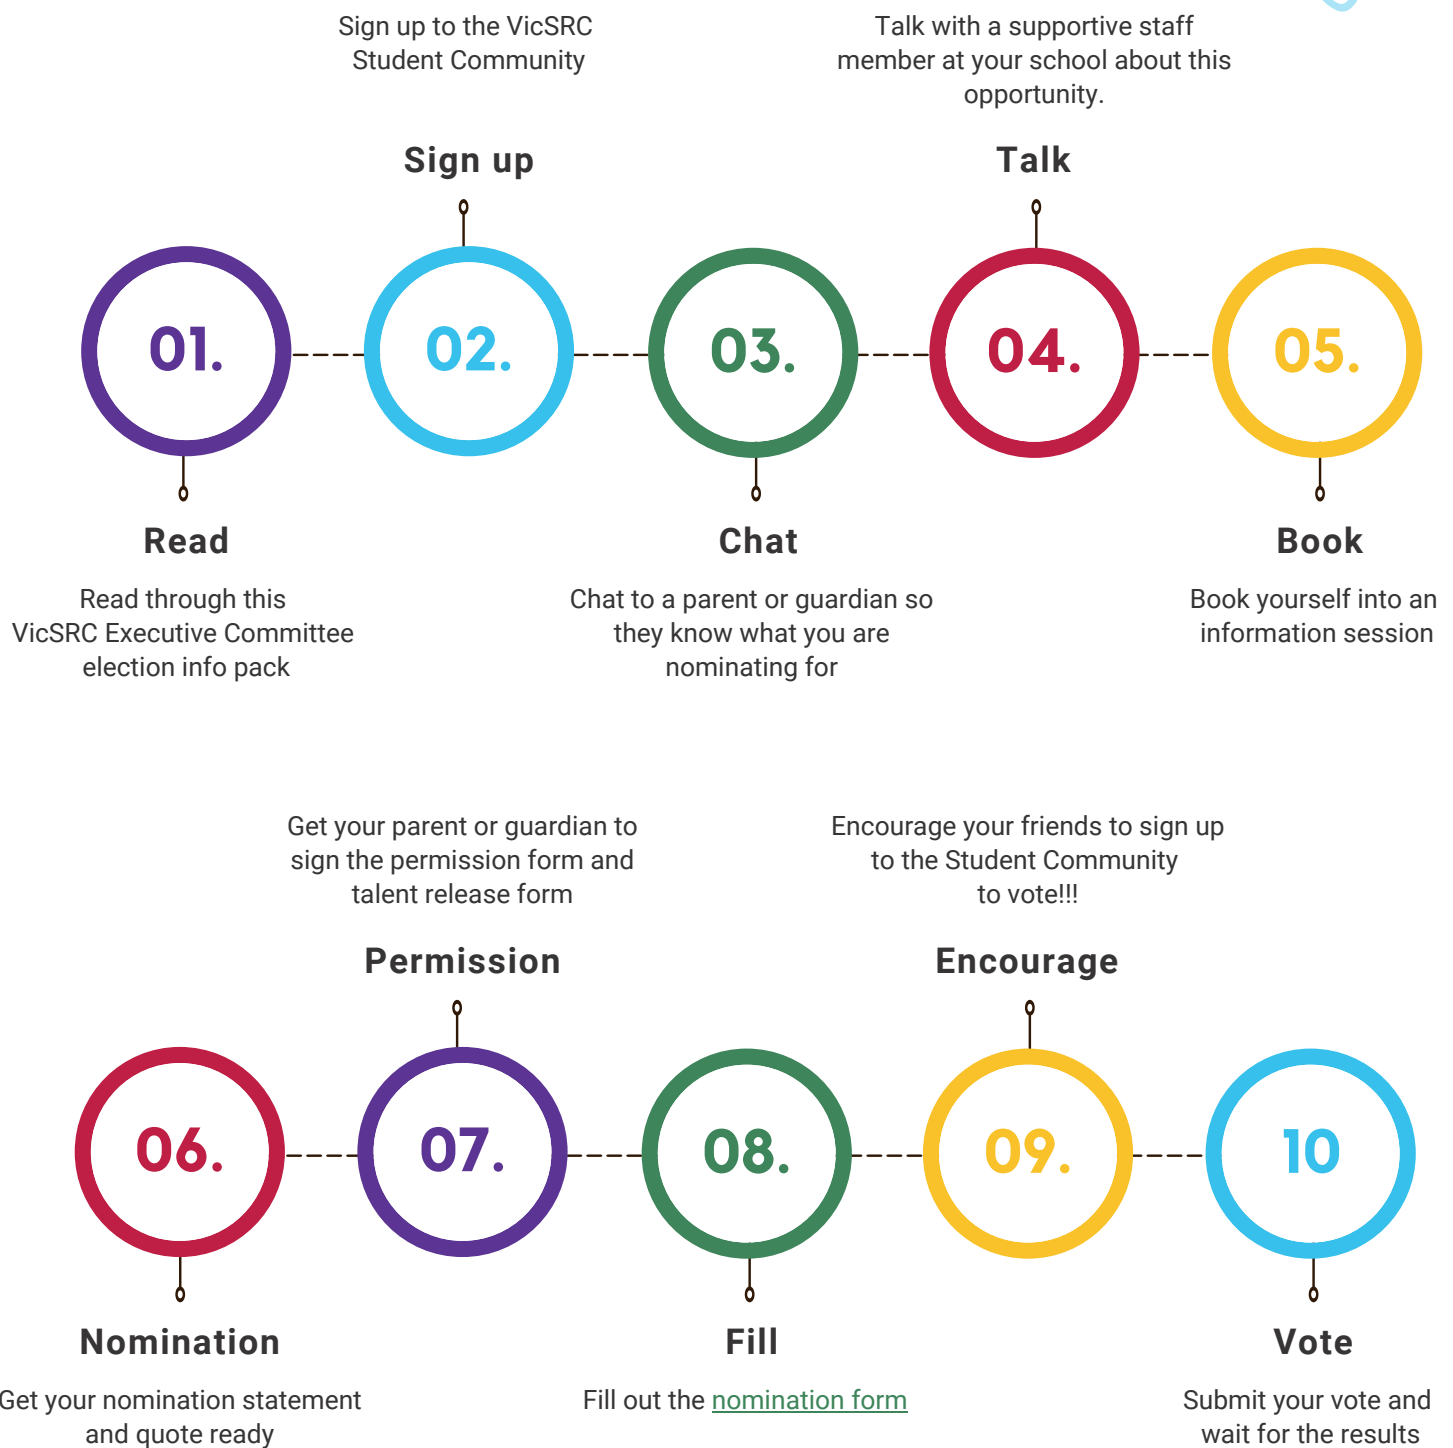 Sign up to the VicSRC
Student Community
Talk with a supportive staff
member at your school about this
opportunity.
Sign up
Talk
01.
02.
03.
04.
05.
Read
Read through this
VicSRC Executive Committee
election info pack
Chat
Chat to a parent or guardian so
they know what you are
nominating for
Book
Book yourself into an
information session
Get your parent or guardian to
sign the permission form and
talent release form
Encourage your friends to sign up
to the Student Community
to vote!!!
Permission
Encourage
06.
07.
08.
09.
10
Nomination
Get your nomination statement
and quote ready
Fill
Fill out the nomination form
Vote
Submit your vote and
wait for the results